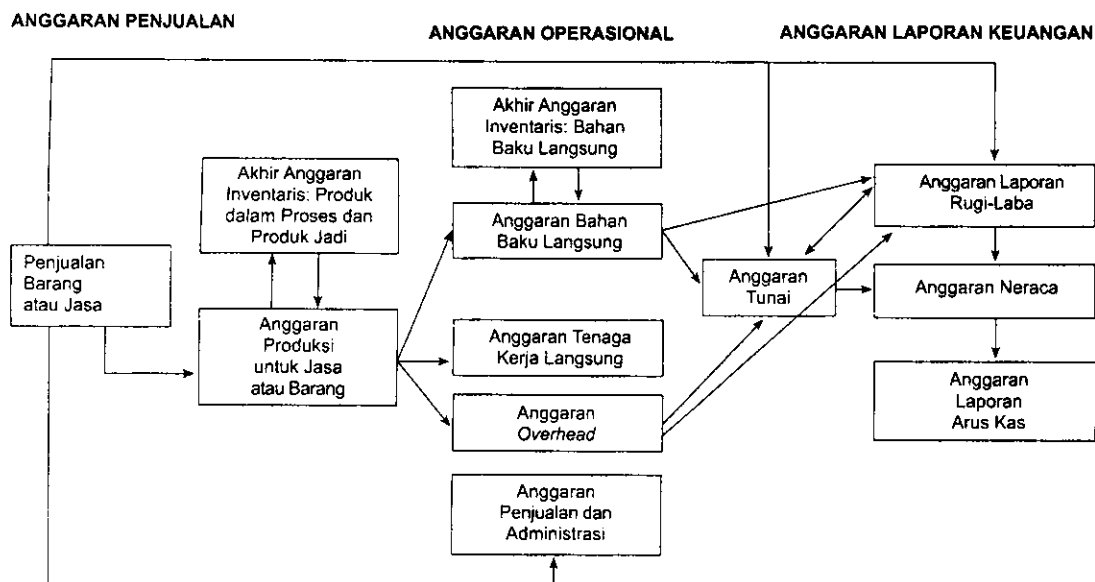 ANGGARAN PENJUALAN
ANGGARAN OPERASIONAL
ANGGARAN LAPORAN KEUANGAN
Penjualan
Barang
atau Jasa
Akhir Anggaran
Inventaris: Produk
dalam Proses dan
Produk Jadi
Anggaran
Produksi
untuk Jasa
atau Barang
Akhir Anggaran
Inventaris: Bahan
Baku Langsung
Anggaran Bahan
Baku Langsung
Anggaran Tenaga
Kerja Langsung
Anggaran
Overhead
Anggaran
Penjualan dan
Administrasi
Anggaran
Tunai
Anggaran Laporan
Rugi-Laba
Anggaran Neraca
Anggaran
Laporan
Arus Kas